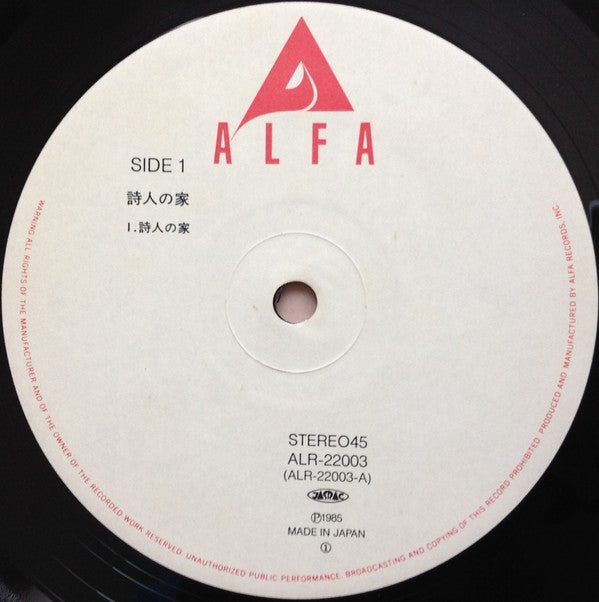 ALFA
SIDE 1
詩人の家
1.詩人の家
STEREO45
ALR-22003
(ALR-22003-A)
JASRAC
Ⓟ1985
MADE IN JAPAN
①
WARNING ALL RIGHTS OF THE MANUFACTURER AND OF THE OWNER OF THE RECORDED WORK RESERVED. UNAUTHORIZED PUBLIC PERFORMANCE. BROADCASTING AND COPYING OF THIS RECORD PROHIBITED. PRODUCED AND MANUFACTURED BY ALFA RECORDS, INC.